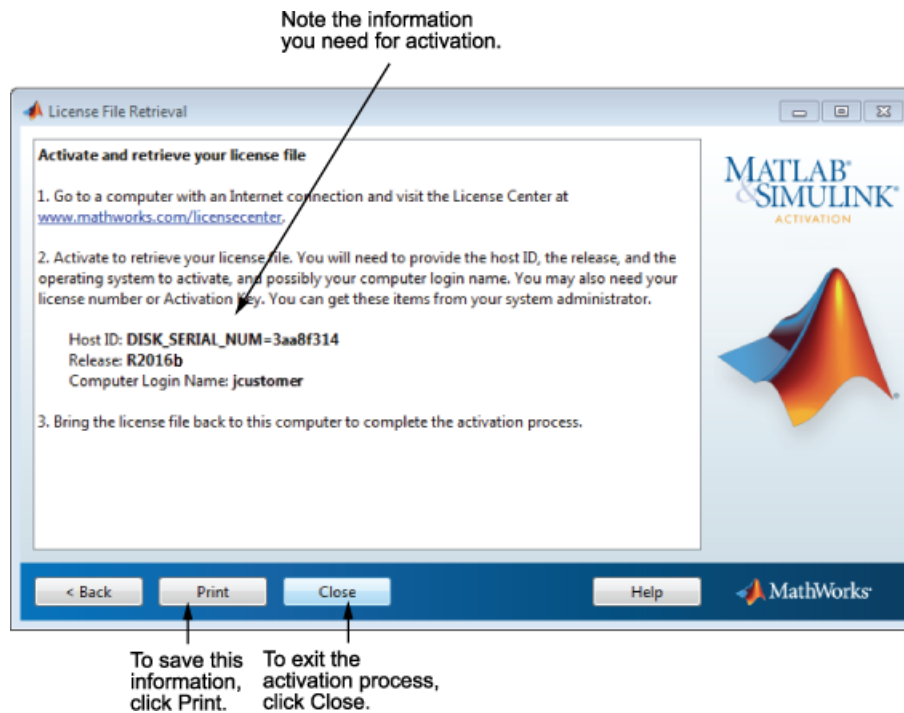 Note the information
you need for activation.
License File Retrieval
Activate and retrieve your license file
1. Go to a computer with an Internet connection and visit the License Center at
www.mathworks.com/licensecenter.
2. Activate to retrieve your license file. You will need to provide the host ID, the release, and the
operating system to activate, and possibly your computer login name. You may also need your
license number or Activation Key. You can get these items from your system administrator.
Host ID: DISK_SERIAL_NUM=3aa8f314
Release: R2016b
Computer Login Name: jcustomer
3. Bring the license file back to this computer to complete the activation process.
MATLAB®
&SIMULINK®
ACTIVATION
< Back
Print
Close
Help
MathWorks®
To save this
information,
click Print.
To exit the
activation process,
click Close.